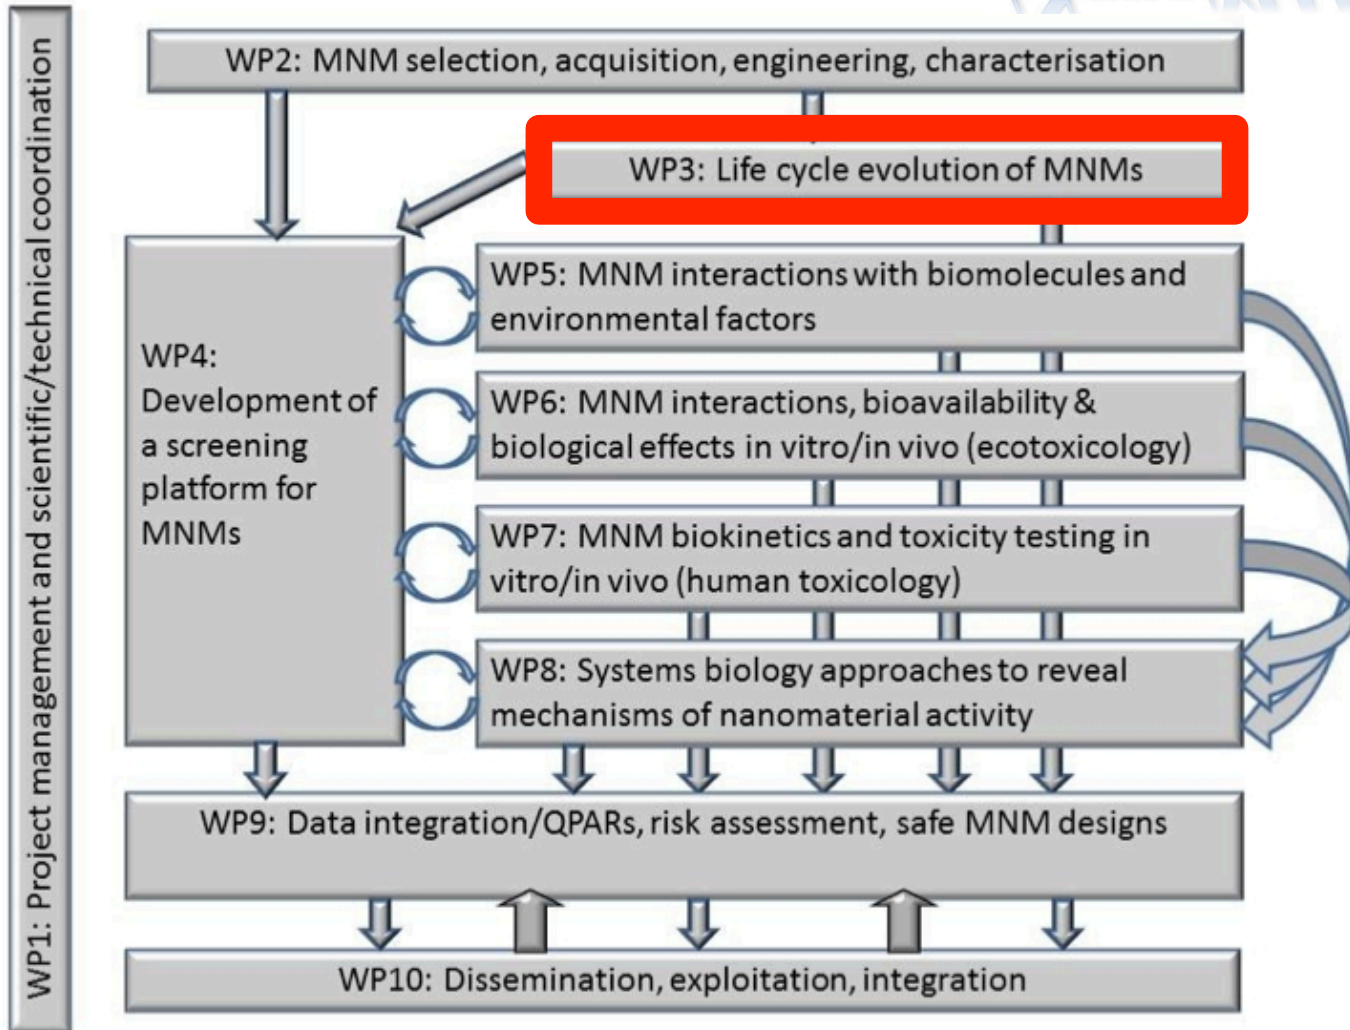 WP1: Project management and scientific/technical coordination
WP2: MNM selection, acquisition, engineering, characterisation
WP3: Life cycle evolution of MNMs
WP4:
Development of
a screening
platform for
MNMs
WP5: MNM interactions with biomolecules and
environmental factors
WP6: MNM interactions, bioavailability &
biological effects in vitro/in vivo (ecotoxicology)
WP7: MNM biokinetics and toxicity testing in
vitro/in vivo (human toxicology)
WP8: Systems biology approaches to reveal
mechanisms of nanomaterial activity
WP9: Data integration/QPARs, risk assessment, safe MNM designs
WP10: Dissemination, exploitation, integration